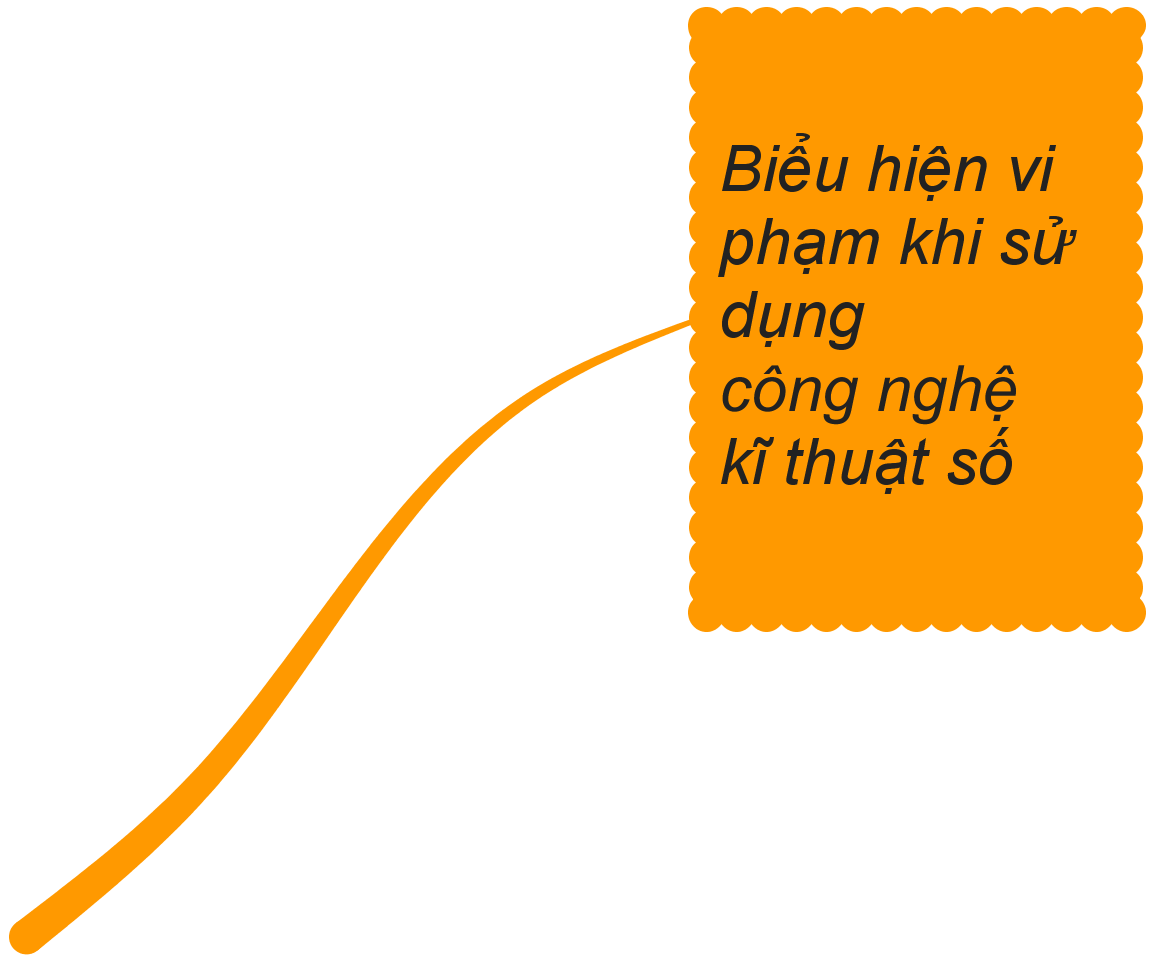 Biểu hiện vi
phạm khi sử
dụng
công nghệ
kĩ thuật số